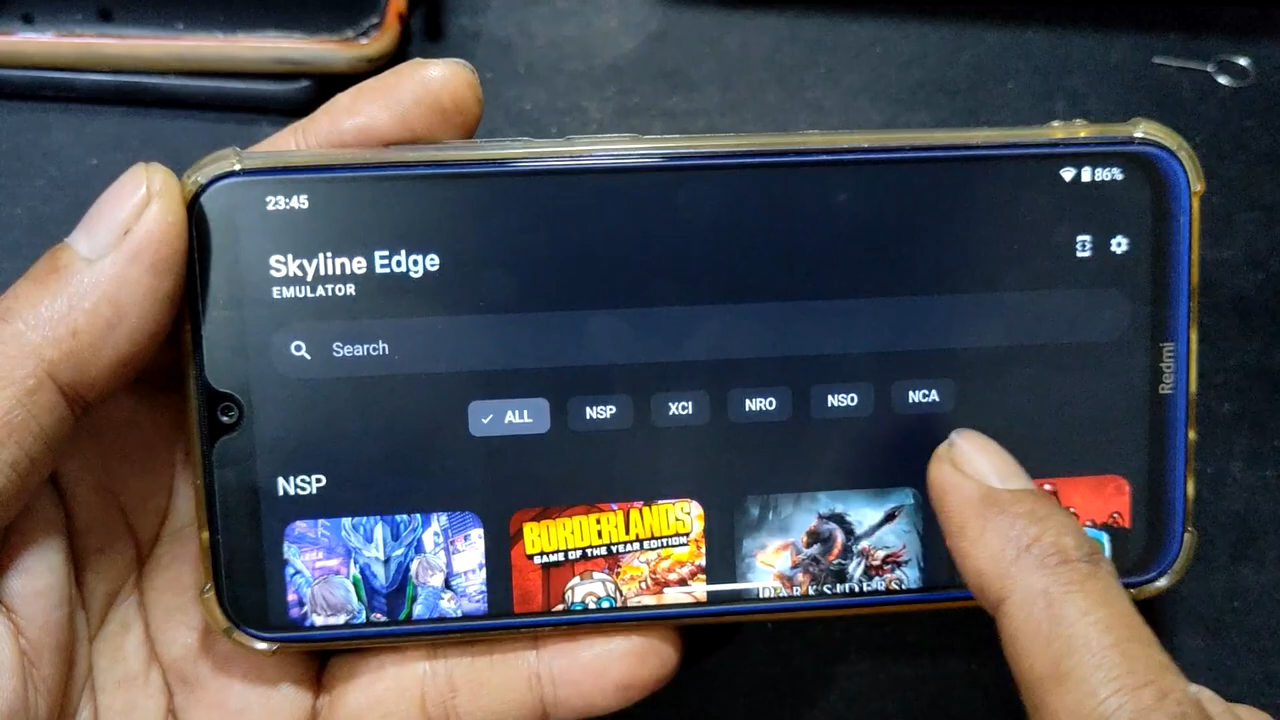 23:45
86%
Skyline Edge
EMULATOR
Search
ALL
NSP
XCI
NRO
NSO
NCA
NSP
BORDERLANDS
GAME OF THE YEAR EDITION
DARKSIDERS
Redmi